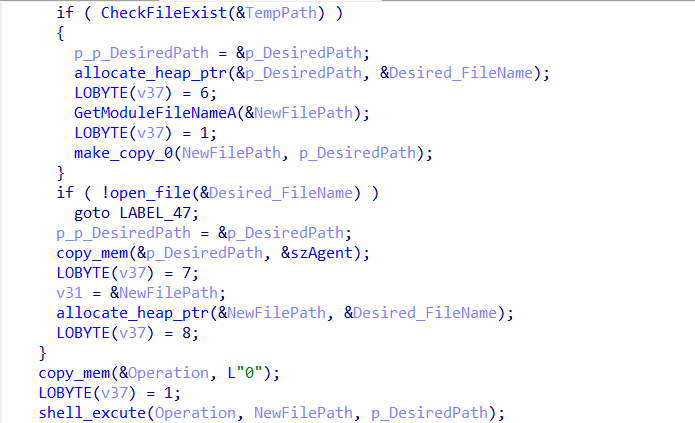 if ( CheckFileExist(&TempPath) )
{
p_p_DesiredPath = &p_DesiredPath;
allocate_heap_ptr(&p_DesiredPath, &Desired_FileName);
LOBYTE(v37) = 6;
GetModuleFileNameA(&NewFilePath);
LOBYTE(v37) = 1;
make_copy_0(NewFilePath, p_DesiredPath);
}
if ( !open_file(&Desired_FileName) )
goto LABEL_47;
p_p_DesiredPath = &p_DesiredPath;
copy_mem(&p_DesiredPath, &szAgent);
LOBYTE(v37) = 7;
v31 = &NewFilePath;
allocate_heap_ptr(&NewFilePath, &Desired_FileName);
LOBYTE(v37) = 8;
}
copy_mem(&Operation, L"0");
LOBYTE(v37) = 1;
shell_excute(Operation, NewFilePath, p_DesiredPath);